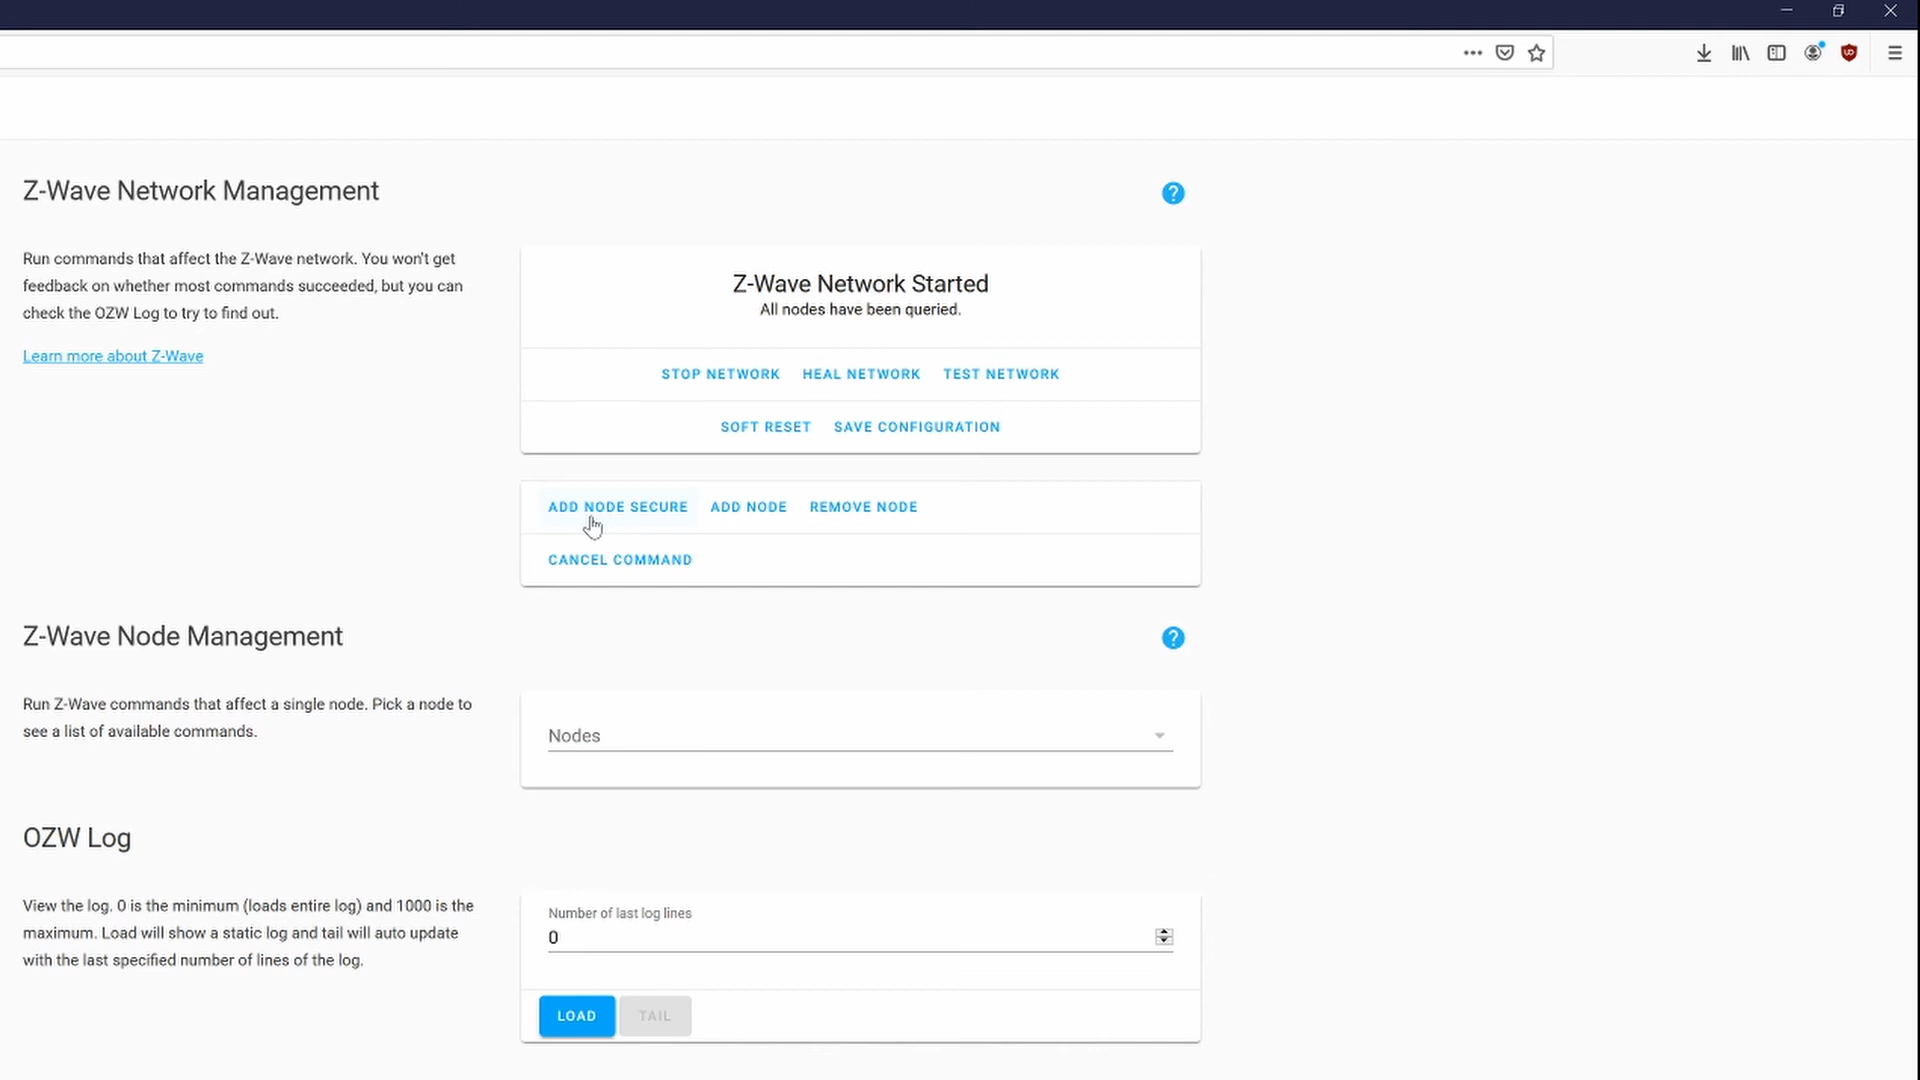 Z-Wave Network Management
?
Run commands that affect the Z-Wave network. You won't get
feedback on whether most commands succeeded, but you can
check the OZW Log to try to find out.
Learn more about Z-Wave
Z-Wave Network Started
All nodes have been queried.
STOP NETWORK HEAL NETWORK TEST NETWORK
SOFT RESET SAVE CONFIGURATION
ADD NODE SECURE ADD NODE REMOVE NODE
CANCEL COMMAND
Z-Wave Node Management
?
Run Z-Wave commands that affect a single node. Pick a node to
see a list of available commands.
Nodes
OZW Log
View the log. 0 is the minimum (loads entire log) and 1000 is the
maximum. Load will show a static log and tail will auto update
with the last specified number of lines of the log.
Number of last log lines
0
LOAD TAIL